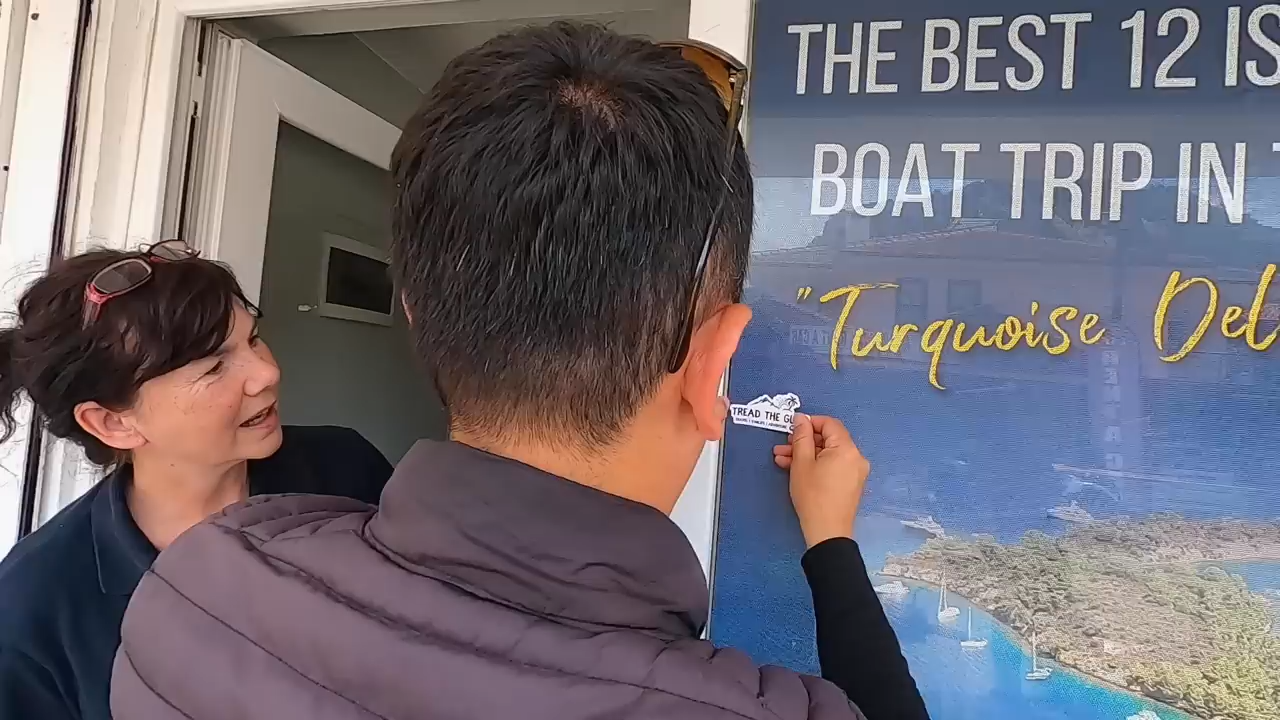 THE BEST 12 IS
BOAT TRIP IN T
"Turquoise Del
TREAD THE GL